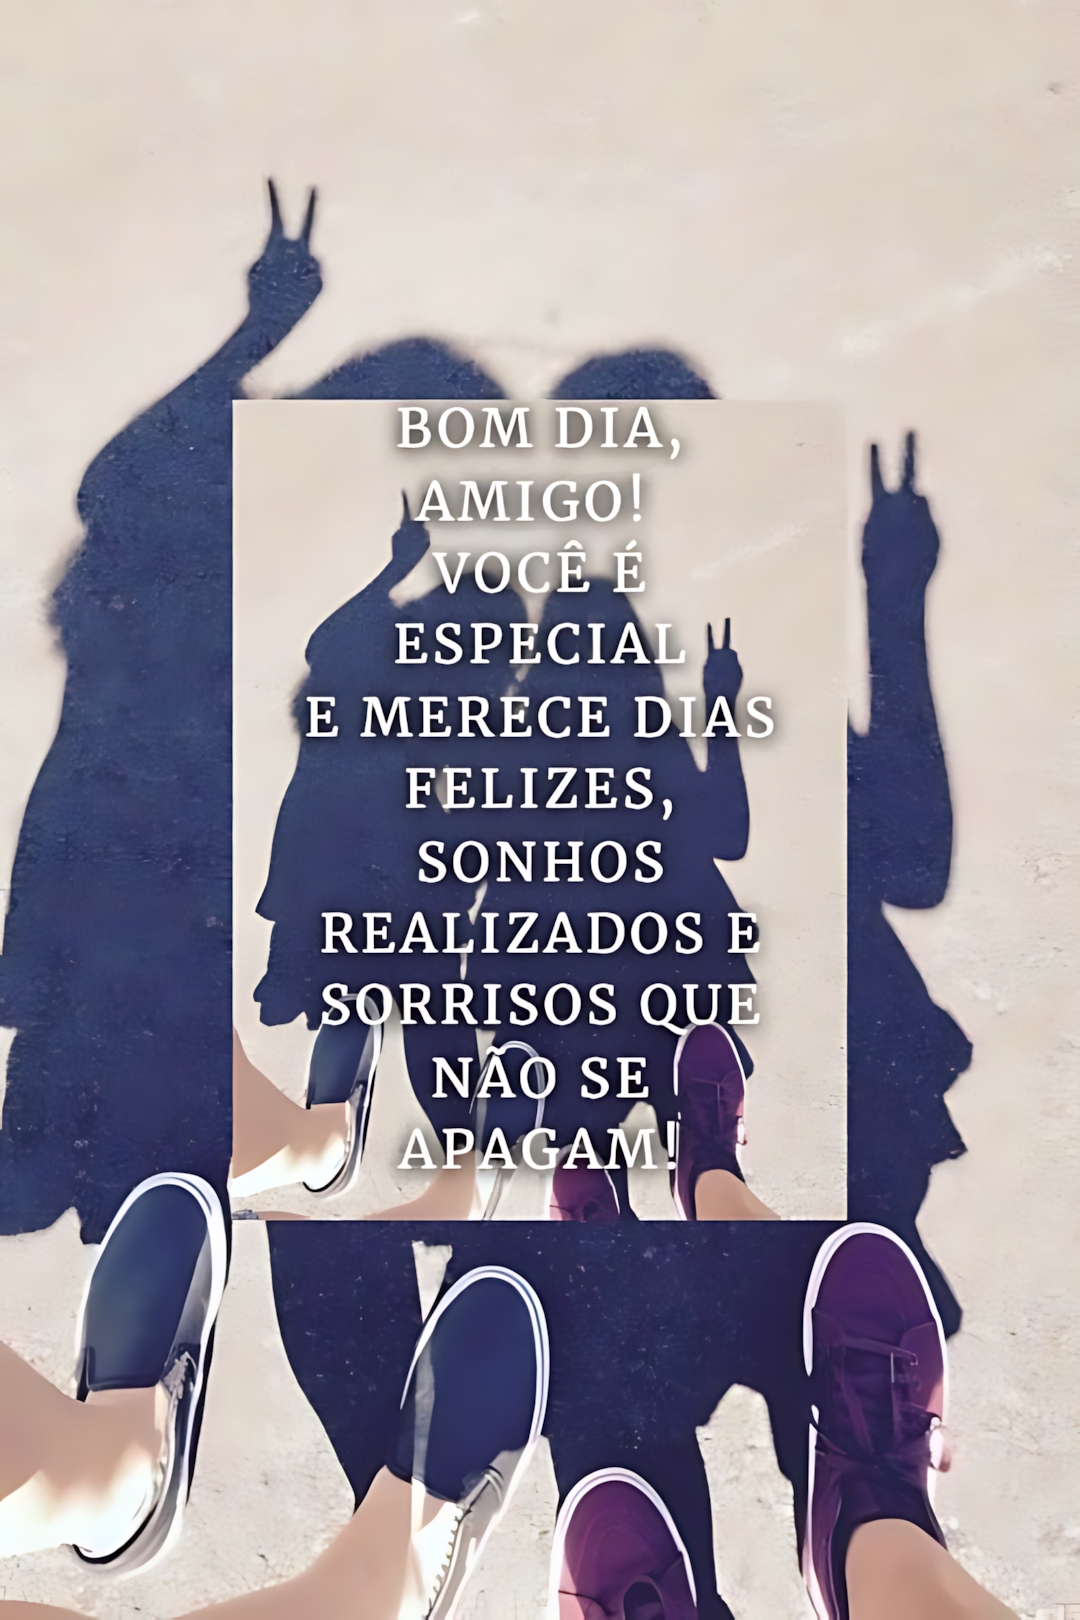 BOM DIA,
AMIGO!
VOCÊ É
ESPECIAL
E MERECE DIAS
FELIZES,
SONHOS
REALIZADOS E
SORRISOS QUE
NÃO SE
APAGAM!